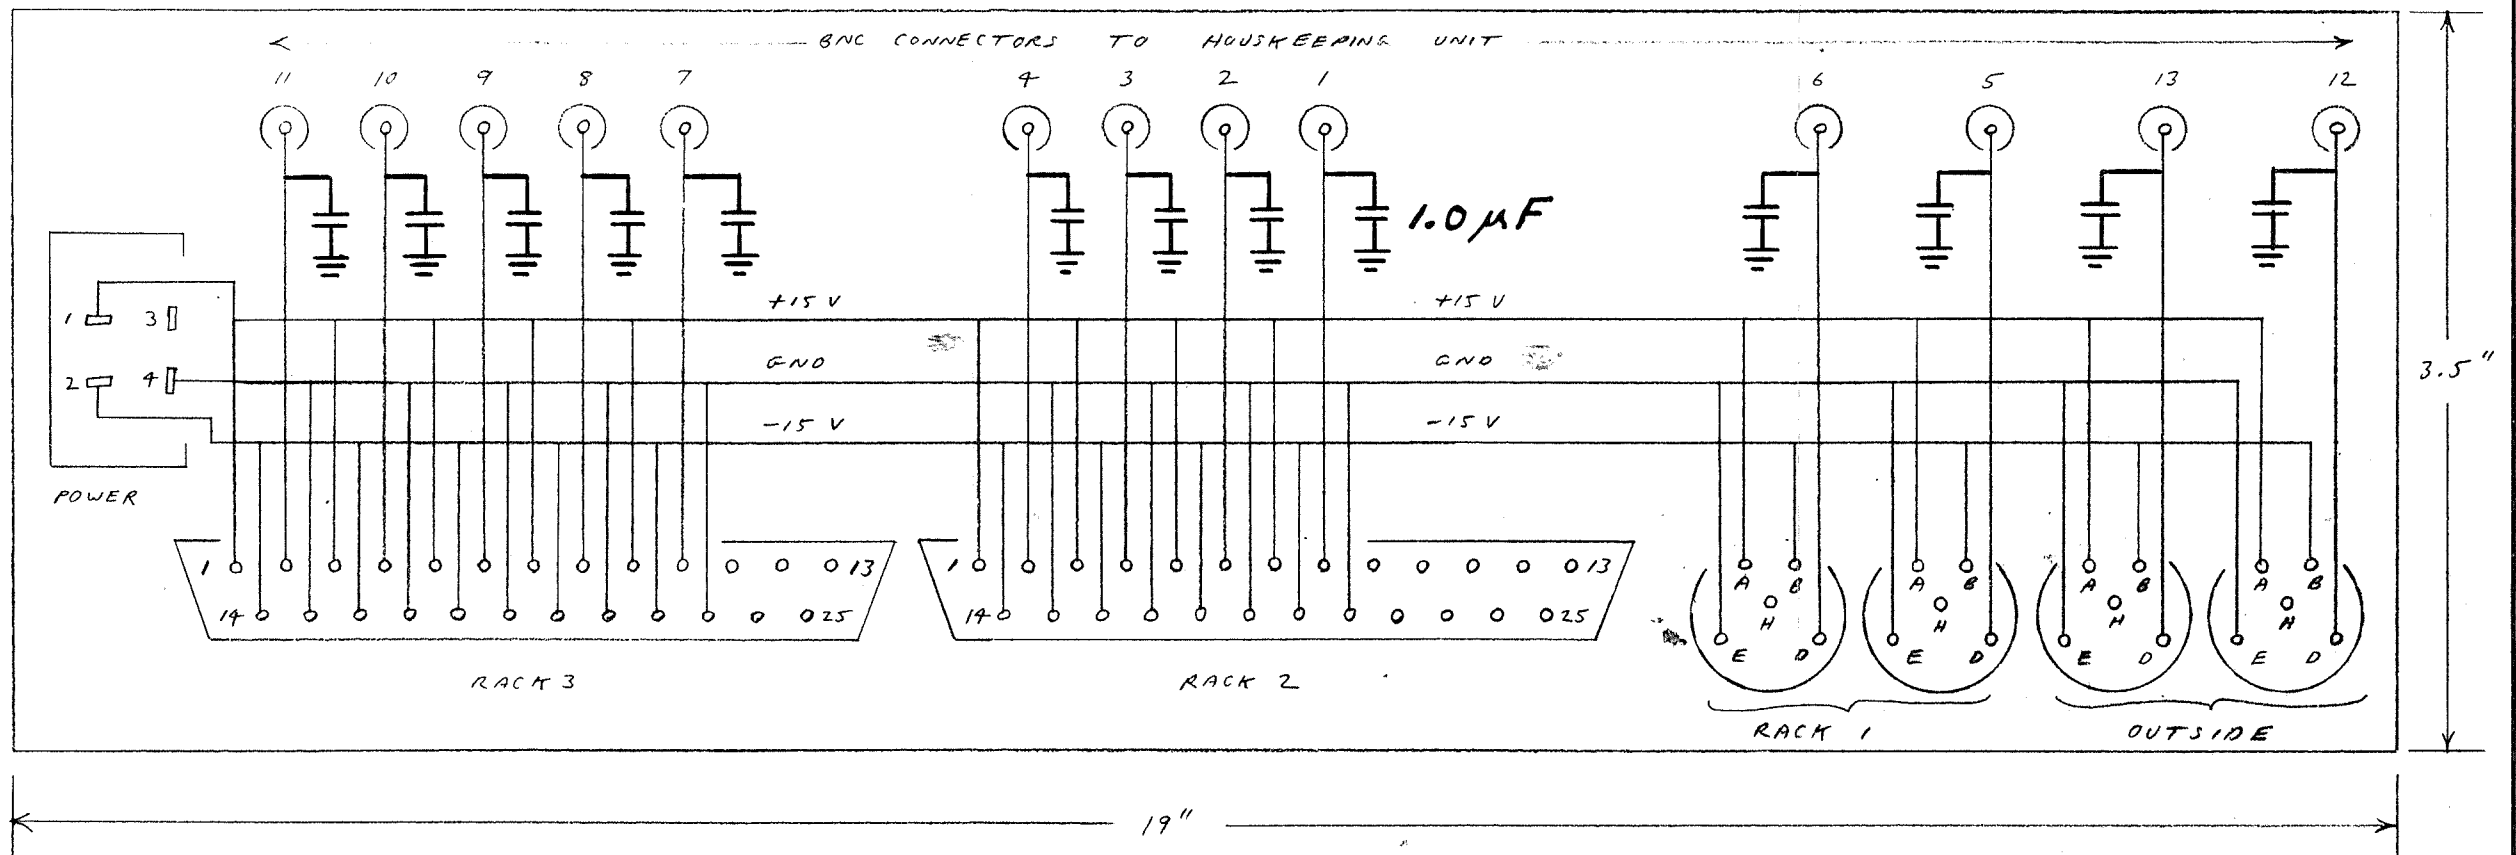 BNC CONNECTORS TO HOUSKEEPING UNIT
11 10 9 8 7 4 3 2 1 6 5 13 12
1.0 µF
+15 V +15 V
1 3
GND GND
2 4
3.5"
-15 V -15 V
POWER
1 13 1 13
A B A B A B A B
14 25 14 25
H H H H
E D E D E D E D
RACK 3 RACK 2
RACK 1 OUTSIDE
19"